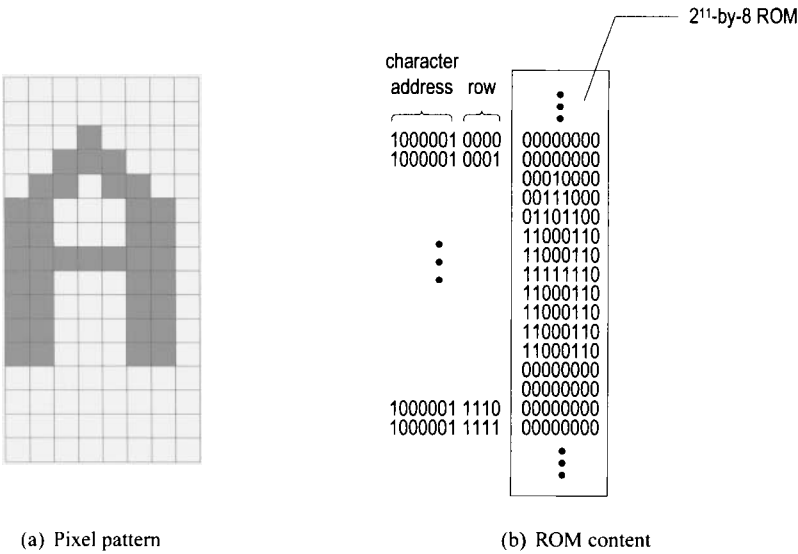 2¹¹-by-8 ROM
character
address row
1000001 0000 00000000
1000001 0001 00000000
00010000
00111000
01101100
11000110
11000110
11111110
11000110
11000110
11000110
11000110
00000000
00000000
1000001 1110 00000000
1000001 1111 00000000
(a) Pixel pattern
(b) ROM content